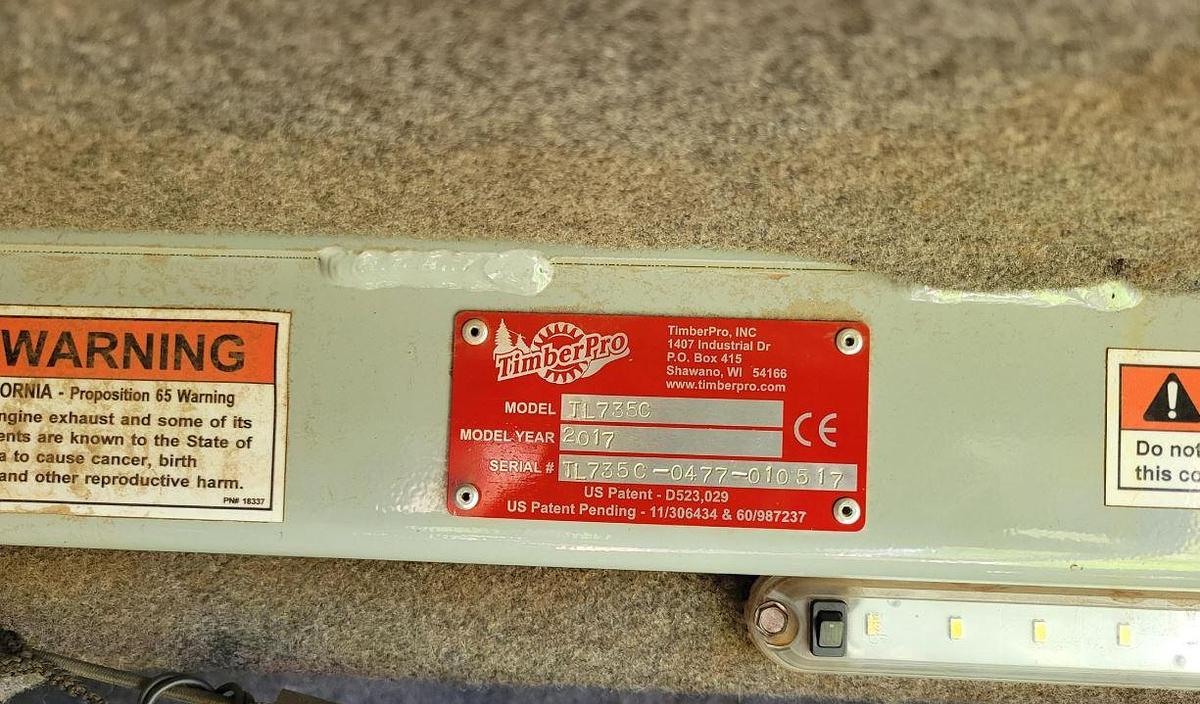 WARNING
ORNIA - Proposition 65 Warning
ngine exhaust and some of its
ents are known to the State of
a to cause cancer, birth
and other reproductive harm.
PN# 18337
TimberPro
TimberPro, INC
1407 Industrial Dr
P.O. Box 415
Shawano, WI 54166
www.timberpro.com
MODEL TL735C
MODEL YEAR 2017
CE
SERIAL # TL735C-0477-010517
US Patent - D523,029
US Patent Pending - 11/306434 & 60/987237
Do not
this co